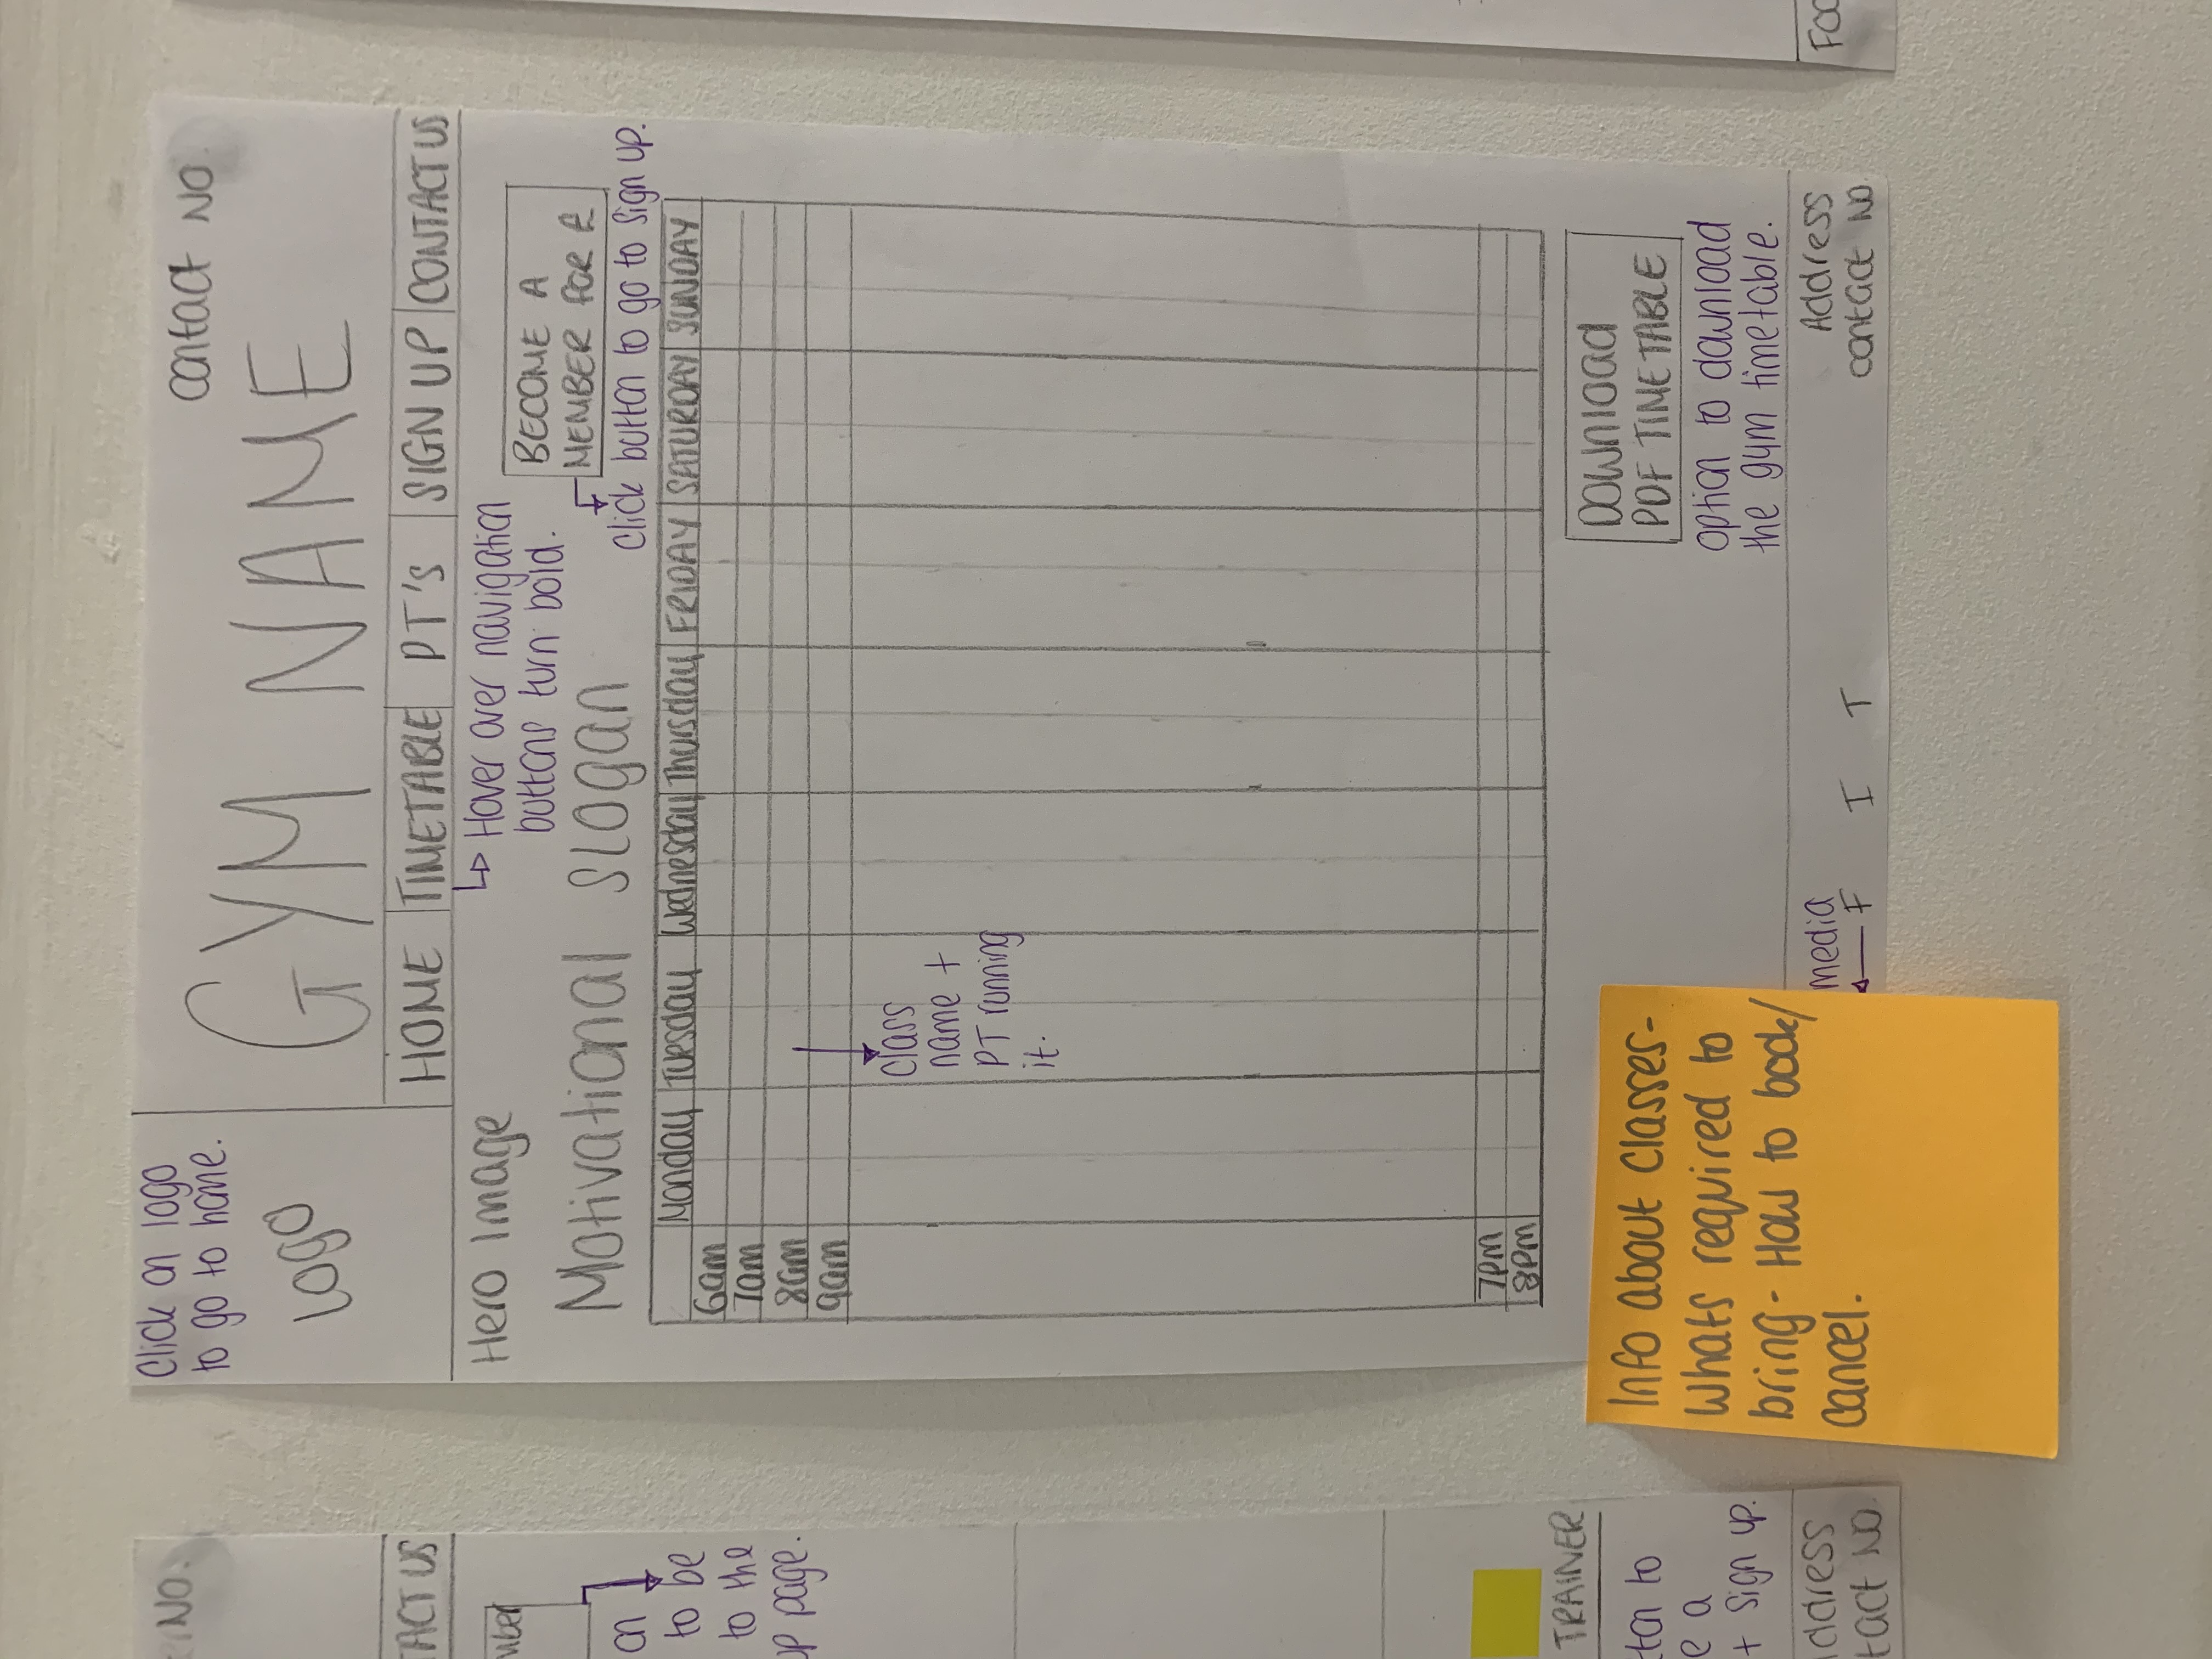 NO.
TACT US
on
to be
to the
page.
TRAINER
to
a
+ sign up.
address
NO
Click on logo
to go to home.
logo
contact NO.
GYM NAME
HOME TIMETABLE PT'S SIGN UP CONTACT US
Hero Image
Hover over navigation
buttons turn bold.
BECOME A
MEMBER FOR £
Motivational slogan
click button to go to sign up.
Monday Tuesday Wednesday Thursday FRIDAY SATURDAY SUNDAY
6am
7am
8am
9am
class
name +
PT running
it.
7PM
8PM
DOWNload
PDF TIMETABLE
option to download
the gym timetable.
Info about classes-
Whats required to
bring- How to book/
cancel.
media
F I T
Address
contact NO
FOO